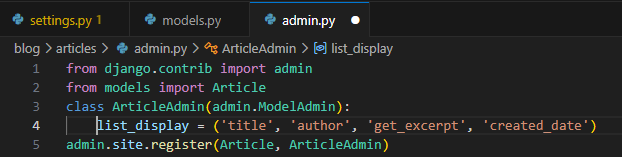 settings.py 1 models.py admin.py
blog > articles > admin.py > ArticleAdmin > list_display
1 from django.contrib import admin
2 from models import Article
3 class ArticleAdmin(admin.ModelAdmin):
4 list_display = ('title', 'author', 'get_excerpt', 'created_date')
5 admin.site.register(Article, ArticleAdmin)